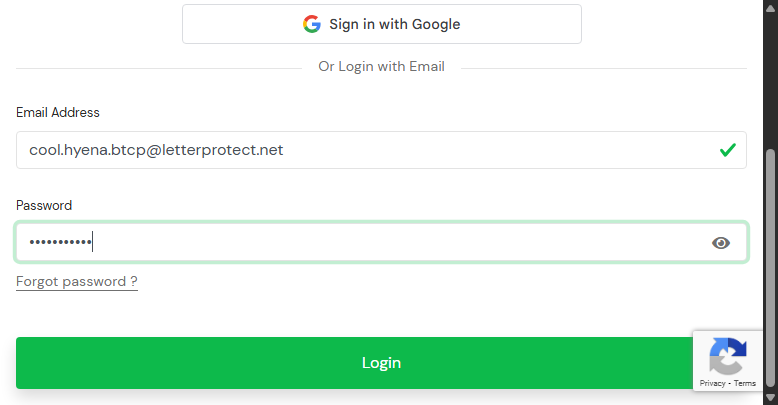 Sign in with Google
Or Login with Email
Email Address
cool.hyena.btcp@letterprotect.net
Password
•••••••••••
Forgot password ?
Login
Privacy • Terms